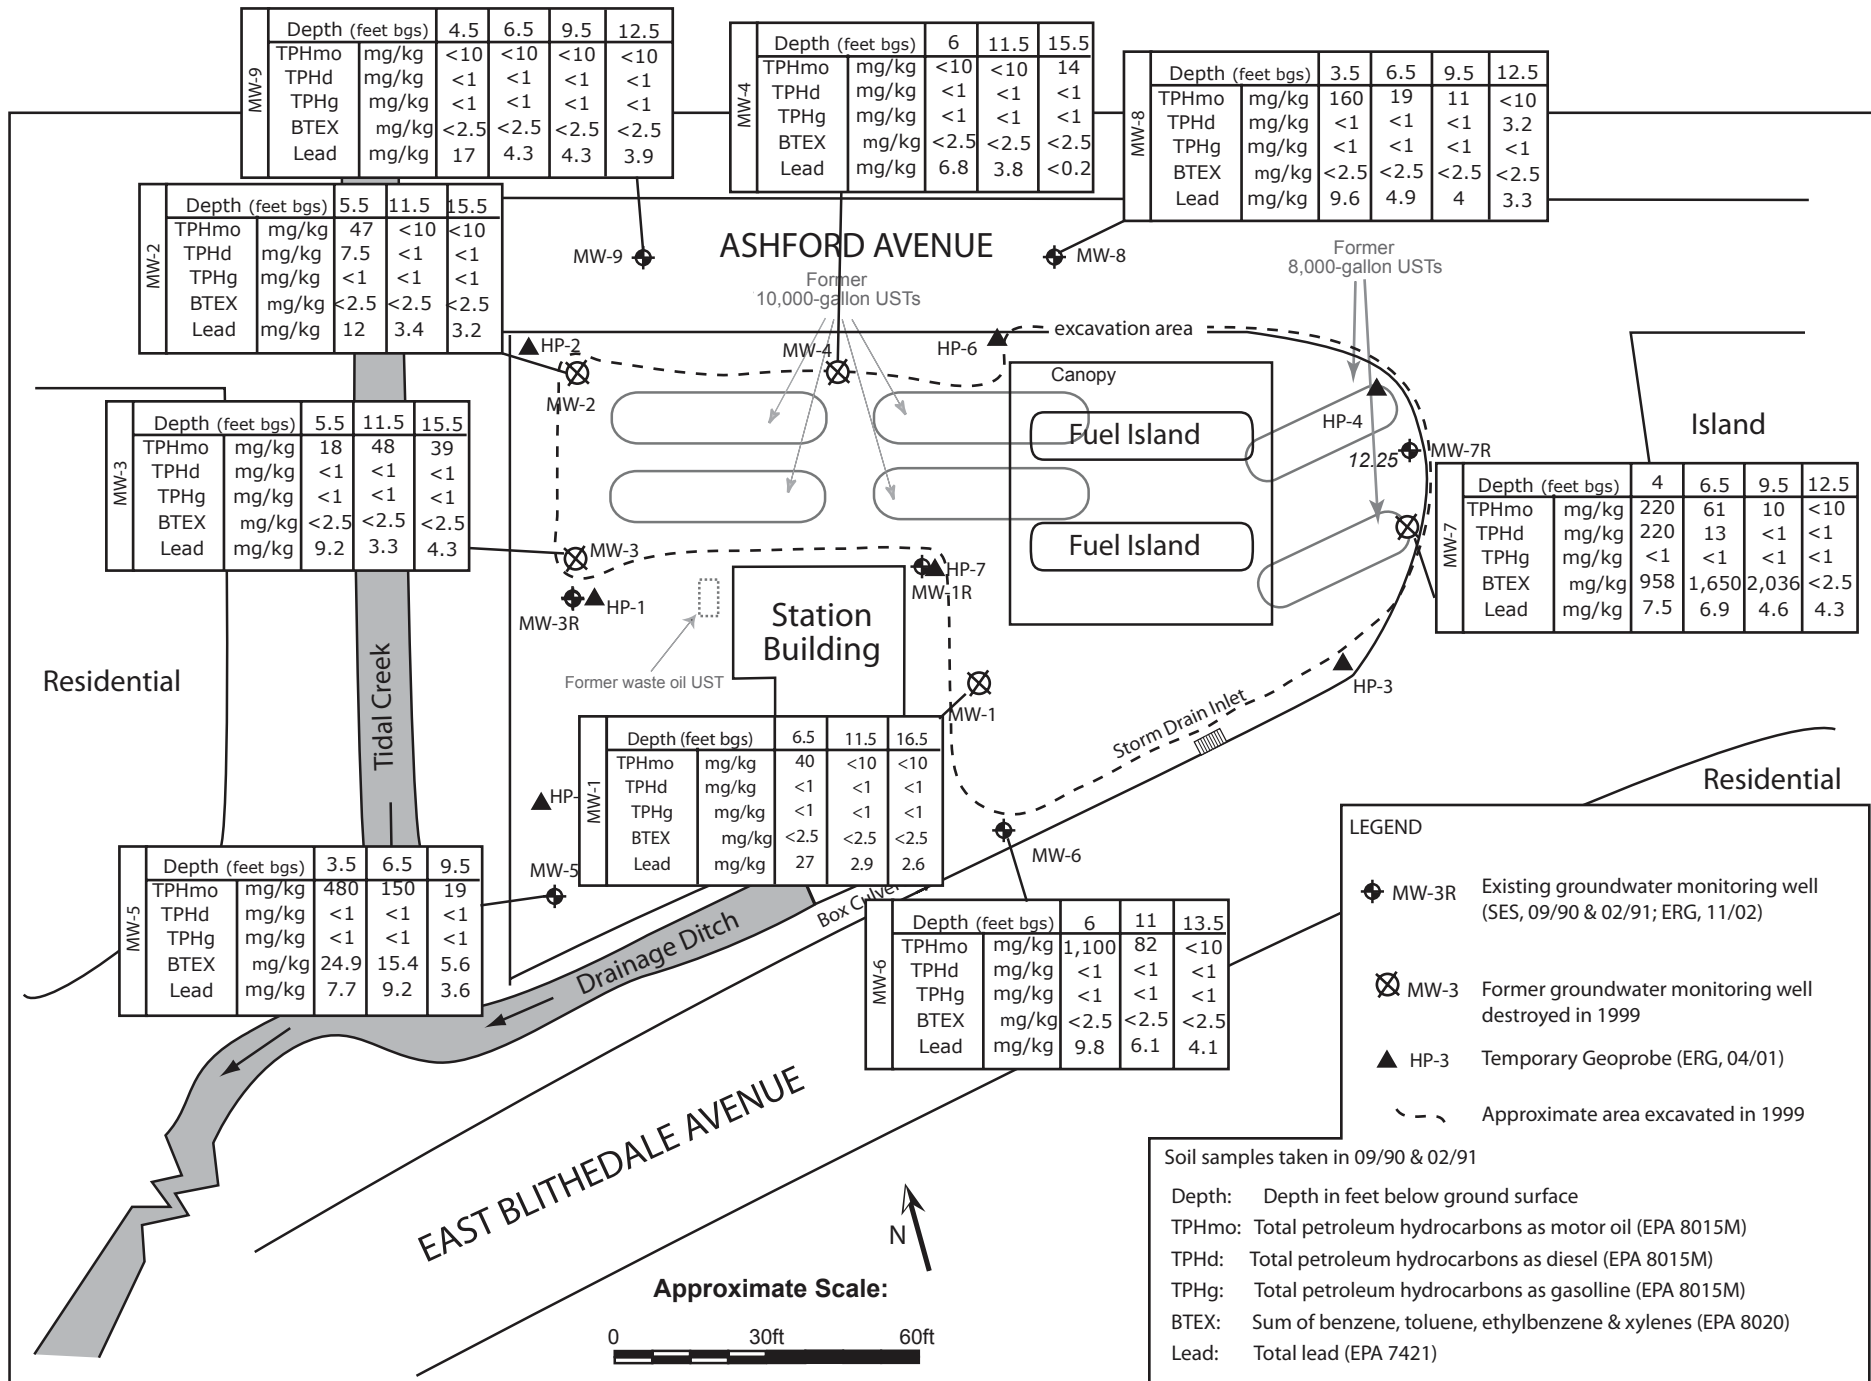 MW-9
Depth (feet bgs) 4.5 6.5 9.5 12.5
TPHmo mg/kg <10 <10 <10 <10
TPHd mg/kg <1 <1 <1 <1
TPHg mg/kg <1 <1 <1 <1
BTEX mg/kg <2.5 <2.5 <2.5 <2.5
Lead mg/kg 17 4.3 4.3 3.9
MW-4
Depth (feet bgs) 6 11.5 15.5
TPHmo mg/kg <10 <10 14
TPHd mg/kg <1 <1 <1
TPHg mg/kg <1 <1 <1
BTEX mg/kg <2.5 <2.5 <2.5
Lead mg/kg 6.8 3.8 <0.2
MW-8
Depth (feet bgs) 3.5 6.5 9.5 12.5
TPHmo mg/kg 160 19 11 <10
TPHd mg/kg <1 <1 <1 3.2
TPHg mg/kg <1 <1 <1 <1
BTEX mg/kg <2.5 <2.5 <2.5 <2.5
Lead mg/kg 9.6 4.9 4 3.3
MW-2
Depth (feet bgs) 5.5 11.5 15.5
TPHmo mg/kg 47 <10 <10
TPHd mg/kg 7.5 <1 <1
TPHg mg/kg <1 <1 <1
BTEX mg/kg <2.5 <2.5 <2.5
Lead mg/kg 12 3.4 3.2
MW-9
ASHFORD AVENUE
MW-8
Former
8,000-gallon USTs
Former
10,000-gallon USTs
excavation area
HP-2
MW-4
HP-6
Canopy
MW-2
HP-4
Fuel Island
Island
12.25
MW-7R
MW-3
Depth (feet bgs) 5.5 11.5 15.5
TPHmo mg/kg 18 48 39
TPHd mg/kg <1 <1 <1
TPHg mg/kg <1 <1 <1
BTEX mg/kg <2.5 <2.5 <2.5
Lead mg/kg 9.2 3.3 4.3
MW-7
Depth (feet bgs) 4 6.5 9.5 12.5
TPHmo mg/kg 220 61 10 <10
TPHd mg/kg 220 13 <1 <1
TPHg mg/kg <1 <1 <1 <1
BTEX mg/kg 958 1,650 2,036 <2.5
Lead mg/kg 7.5 6.9 4.6 4.3
MW-3
Fuel Island
HP-7
MW-1R
HP-1
MW-3R
Station
Building
Former waste oil UST
Residential
Tidal Creek
HP-3
MW-1
Storm Drain Inlet
Residential
MW-1
Depth (feet bgs) 6.5 11.5 16.5
TPHmo mg/kg 40 <10 <10
TPHd mg/kg <1 <1 <1
TPHg mg/kg <1 <1 <1
BTEX mg/kg <2.5 <2.5 <2.5
Lead mg/kg 27 2.9 2.6
HP-
MW-5
MW-6
Box Culver
MW-5
Depth (feet bgs) 3.5 6.5 9.5
TPHmo mg/kg 480 150 19
TPHd mg/kg <1 <1 <1
TPHg mg/kg <1 <1 <1
BTEX mg/kg 24.9 15.4 5.6
Lead mg/kg 7.7 9.2 3.6
Drainage Ditch
MW-6
Depth (feet bgs) 6 11 13.5
TPHmo mg/kg 1,100 82 <10
TPHd mg/kg <1 <1 <1
TPHg mg/kg <1 <1 <1
BTEX mg/kg <2.5 <2.5 <2.5
Lead mg/kg 9.8 6.1 4.1
EAST BLITHEDALE AVENUE
N
Approximate Scale:
0 30ft 60ft
LEGEND
MW-3R Existing groundwater monitoring well
(SES, 09/90 & 02/91; ERG, 11/02)
MW-3 Former groundwater monitoring well
destroyed in 1999
HP-3 Temporary Geoprobe (ERG, 04/01)
Approximate area excavated in 1999
Soil samples taken in 09/90 & 02/91
Depth: Depth in feet below ground surface
TPHmo: Total petroleum hydrocarbons as motor oil (EPA 8015M)
TPHd: Total petroleum hydrocarbons as diesel (EPA 8015M)
TPHg: Total petroleum hydrocarbons as gasolline (EPA 8015M)
BTEX: Sum of benzene, toluene, ethylbenzene & xylenes (EPA 8020)
Lead: Total lead (EPA 7421)